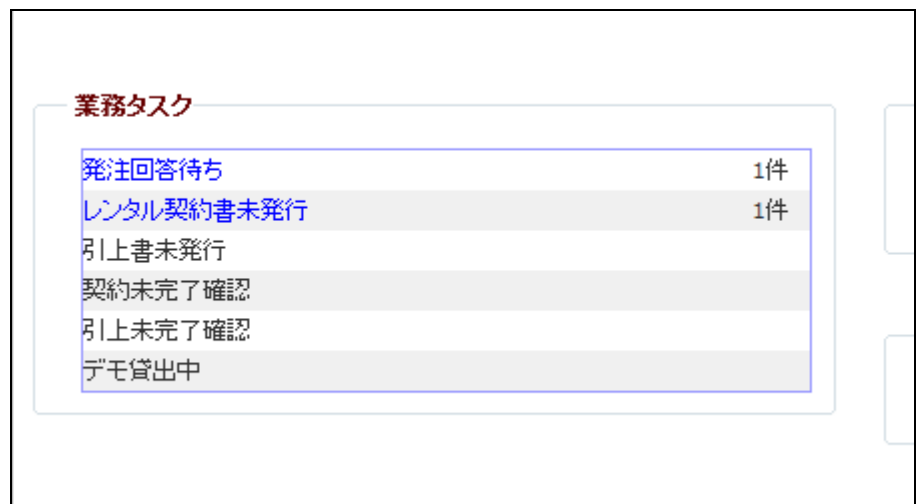 業務タスク
発注回答待ち 1件
レンタル契約書未発行 1件
引上書未発行
契約未完了確認
引上未完了確認
デモ貸出中